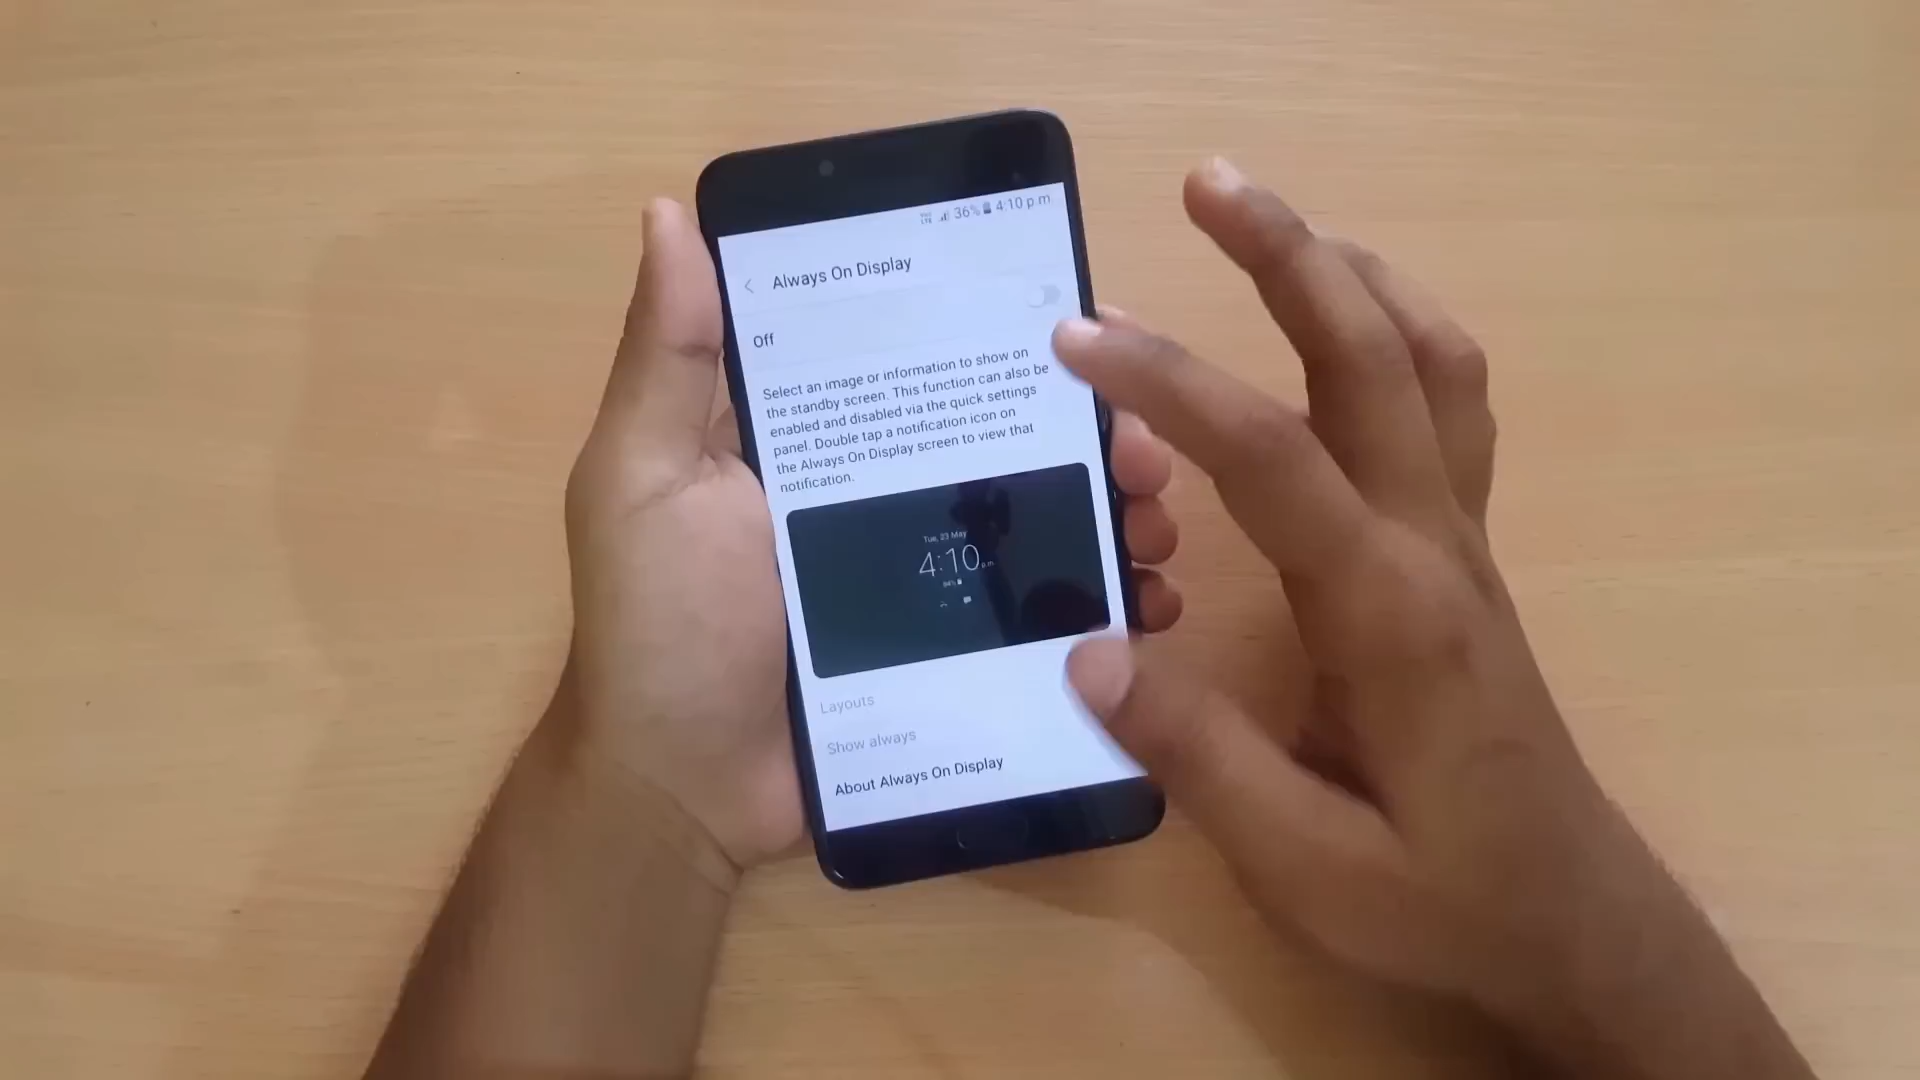 VoLTE 36% 4:10 p.m
Always On Display
Off
Select an image or information to show on
the standby screen. This function can also be
enabled and disabled via the quick settings
panel. Double tap a notification icon on
the Always On Display screen to view that
notification.
Tue, 23 May
4:10 p.m
Layouts
Show always
About Always On Display